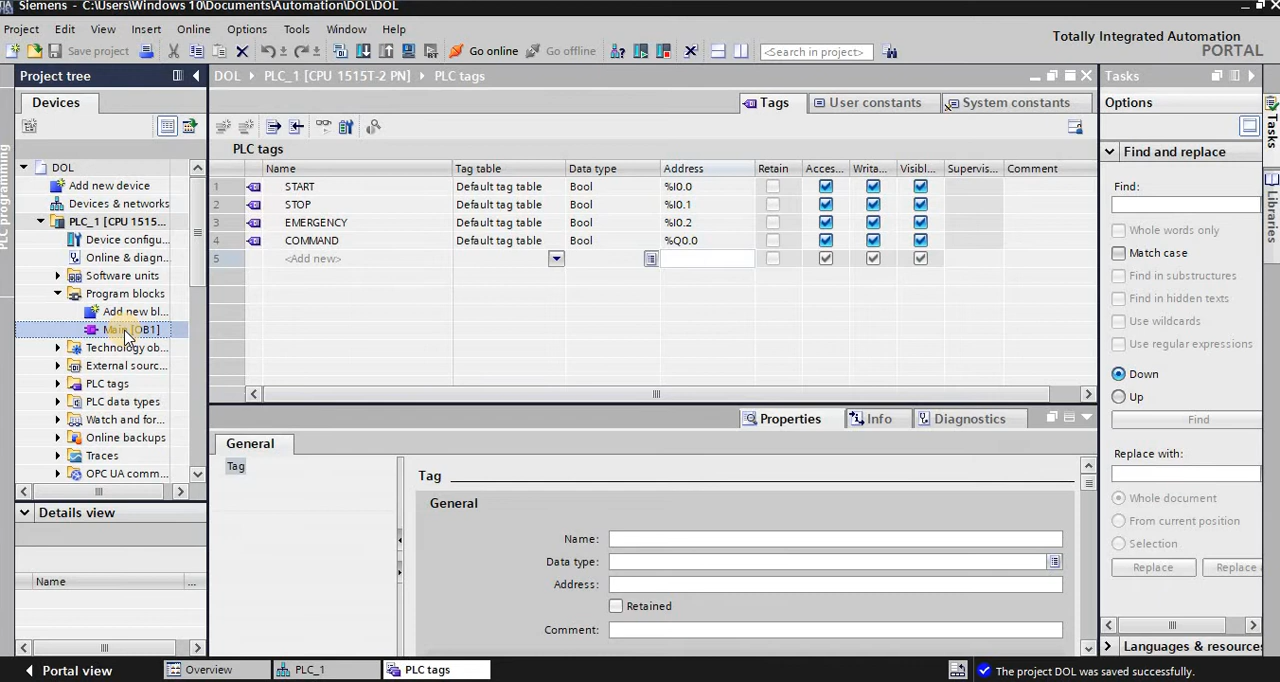 Siemens - C:\Users\Windows 10\Documents\Automation\DOL\DOL
Project Edit View Insert Online Options Tools Window Help
Totally Integrated Automation
PORTAL
Save project Go online Go offline <Search in project>
Project tree
DOL PLC_1 [CPU 1515T-2 PN] PLC tags
Tasks
Devices
Tags User constants System constants
Options
PLC programming
PLC tags
Find and replace
Tasks
Libraries
DOL
Add new device
Devices & networks
PLC_1 [CPU 1515...
Device configu...
Online & diagn...
Software units
Program blocks
Add new bl...
Main [OB1]
Technology ob...
External sourc...
PLC tags
PLC data types
Watch and for...
Online backups
Traces
OPC UA comm...
Name Tag table Data type Address Retain Acces... Writa... Visibl... Supervis... Comment
1 START Default tag table Bool %I0.0
2 STOP Default tag table Bool %I0.1
3 EMERGENCY Default tag table Bool %I0.2
4 COMMAND Default tag table Bool %Q0.0
5 <Add new>
Find:
Whole words only
Match case
Find in substructures
Find in hidden texts
Use wildcards
Use regular expressions
Down
Up
Find
Replace with:
Whole document
From current position
Selection
Replace
Languages & resources
Details view
Name ...
Properties Info Diagnostics
General
Tag
Tag
General
Name:
Data type:
Address:
Retained
Comment:
Portal view Overview PLC_1 PLC tags The project DOL was saved successfully.